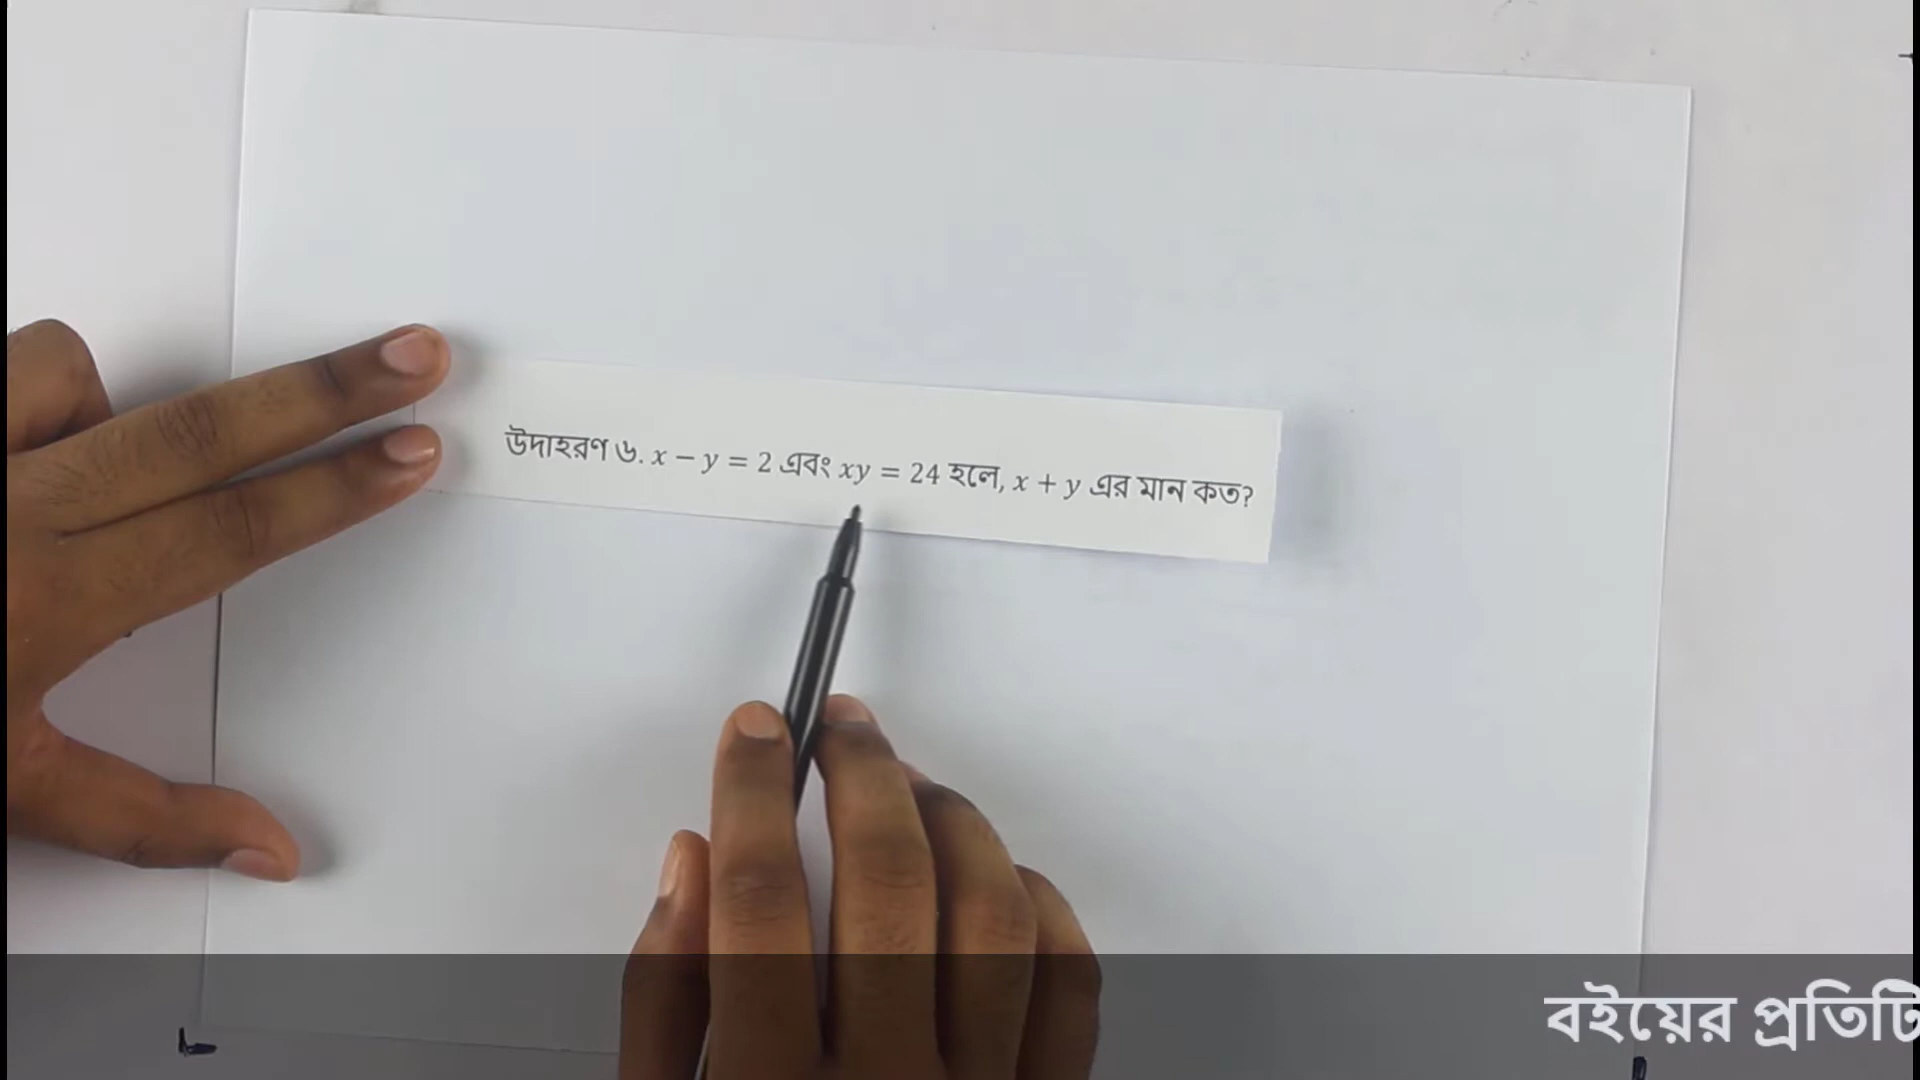 উদাহরণ ৬. x − y = 2 এবং xy = 24 হলে, x + y এর মান কত?
বইয়ের প্রতিটি